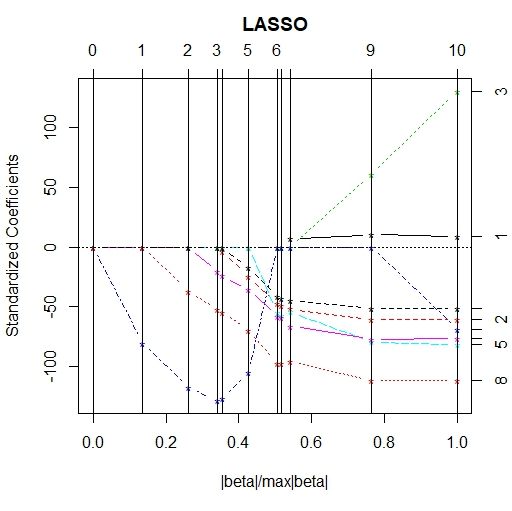 LASSO
0 1 2 3 5 6 9 10
Standardized Coefficients
100
50
0
-50
-100
3
1
2
5
8
0.0 0.2 0.4 0.6 0.8 1.0
|beta|/max|beta|